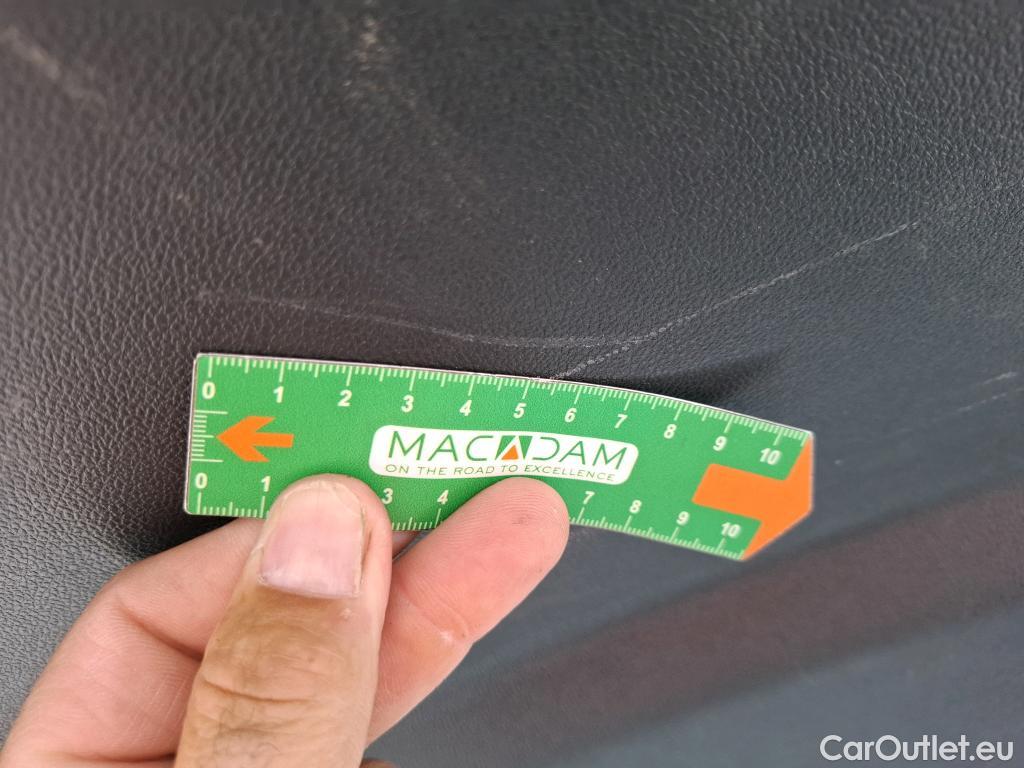 0 1 2 3 4 5 6 7 8 9 10
MACADAM
ON THE ROAD TO EXCELLENCE
0 1 3 4 7 8 9 10
CarOutlet.eu